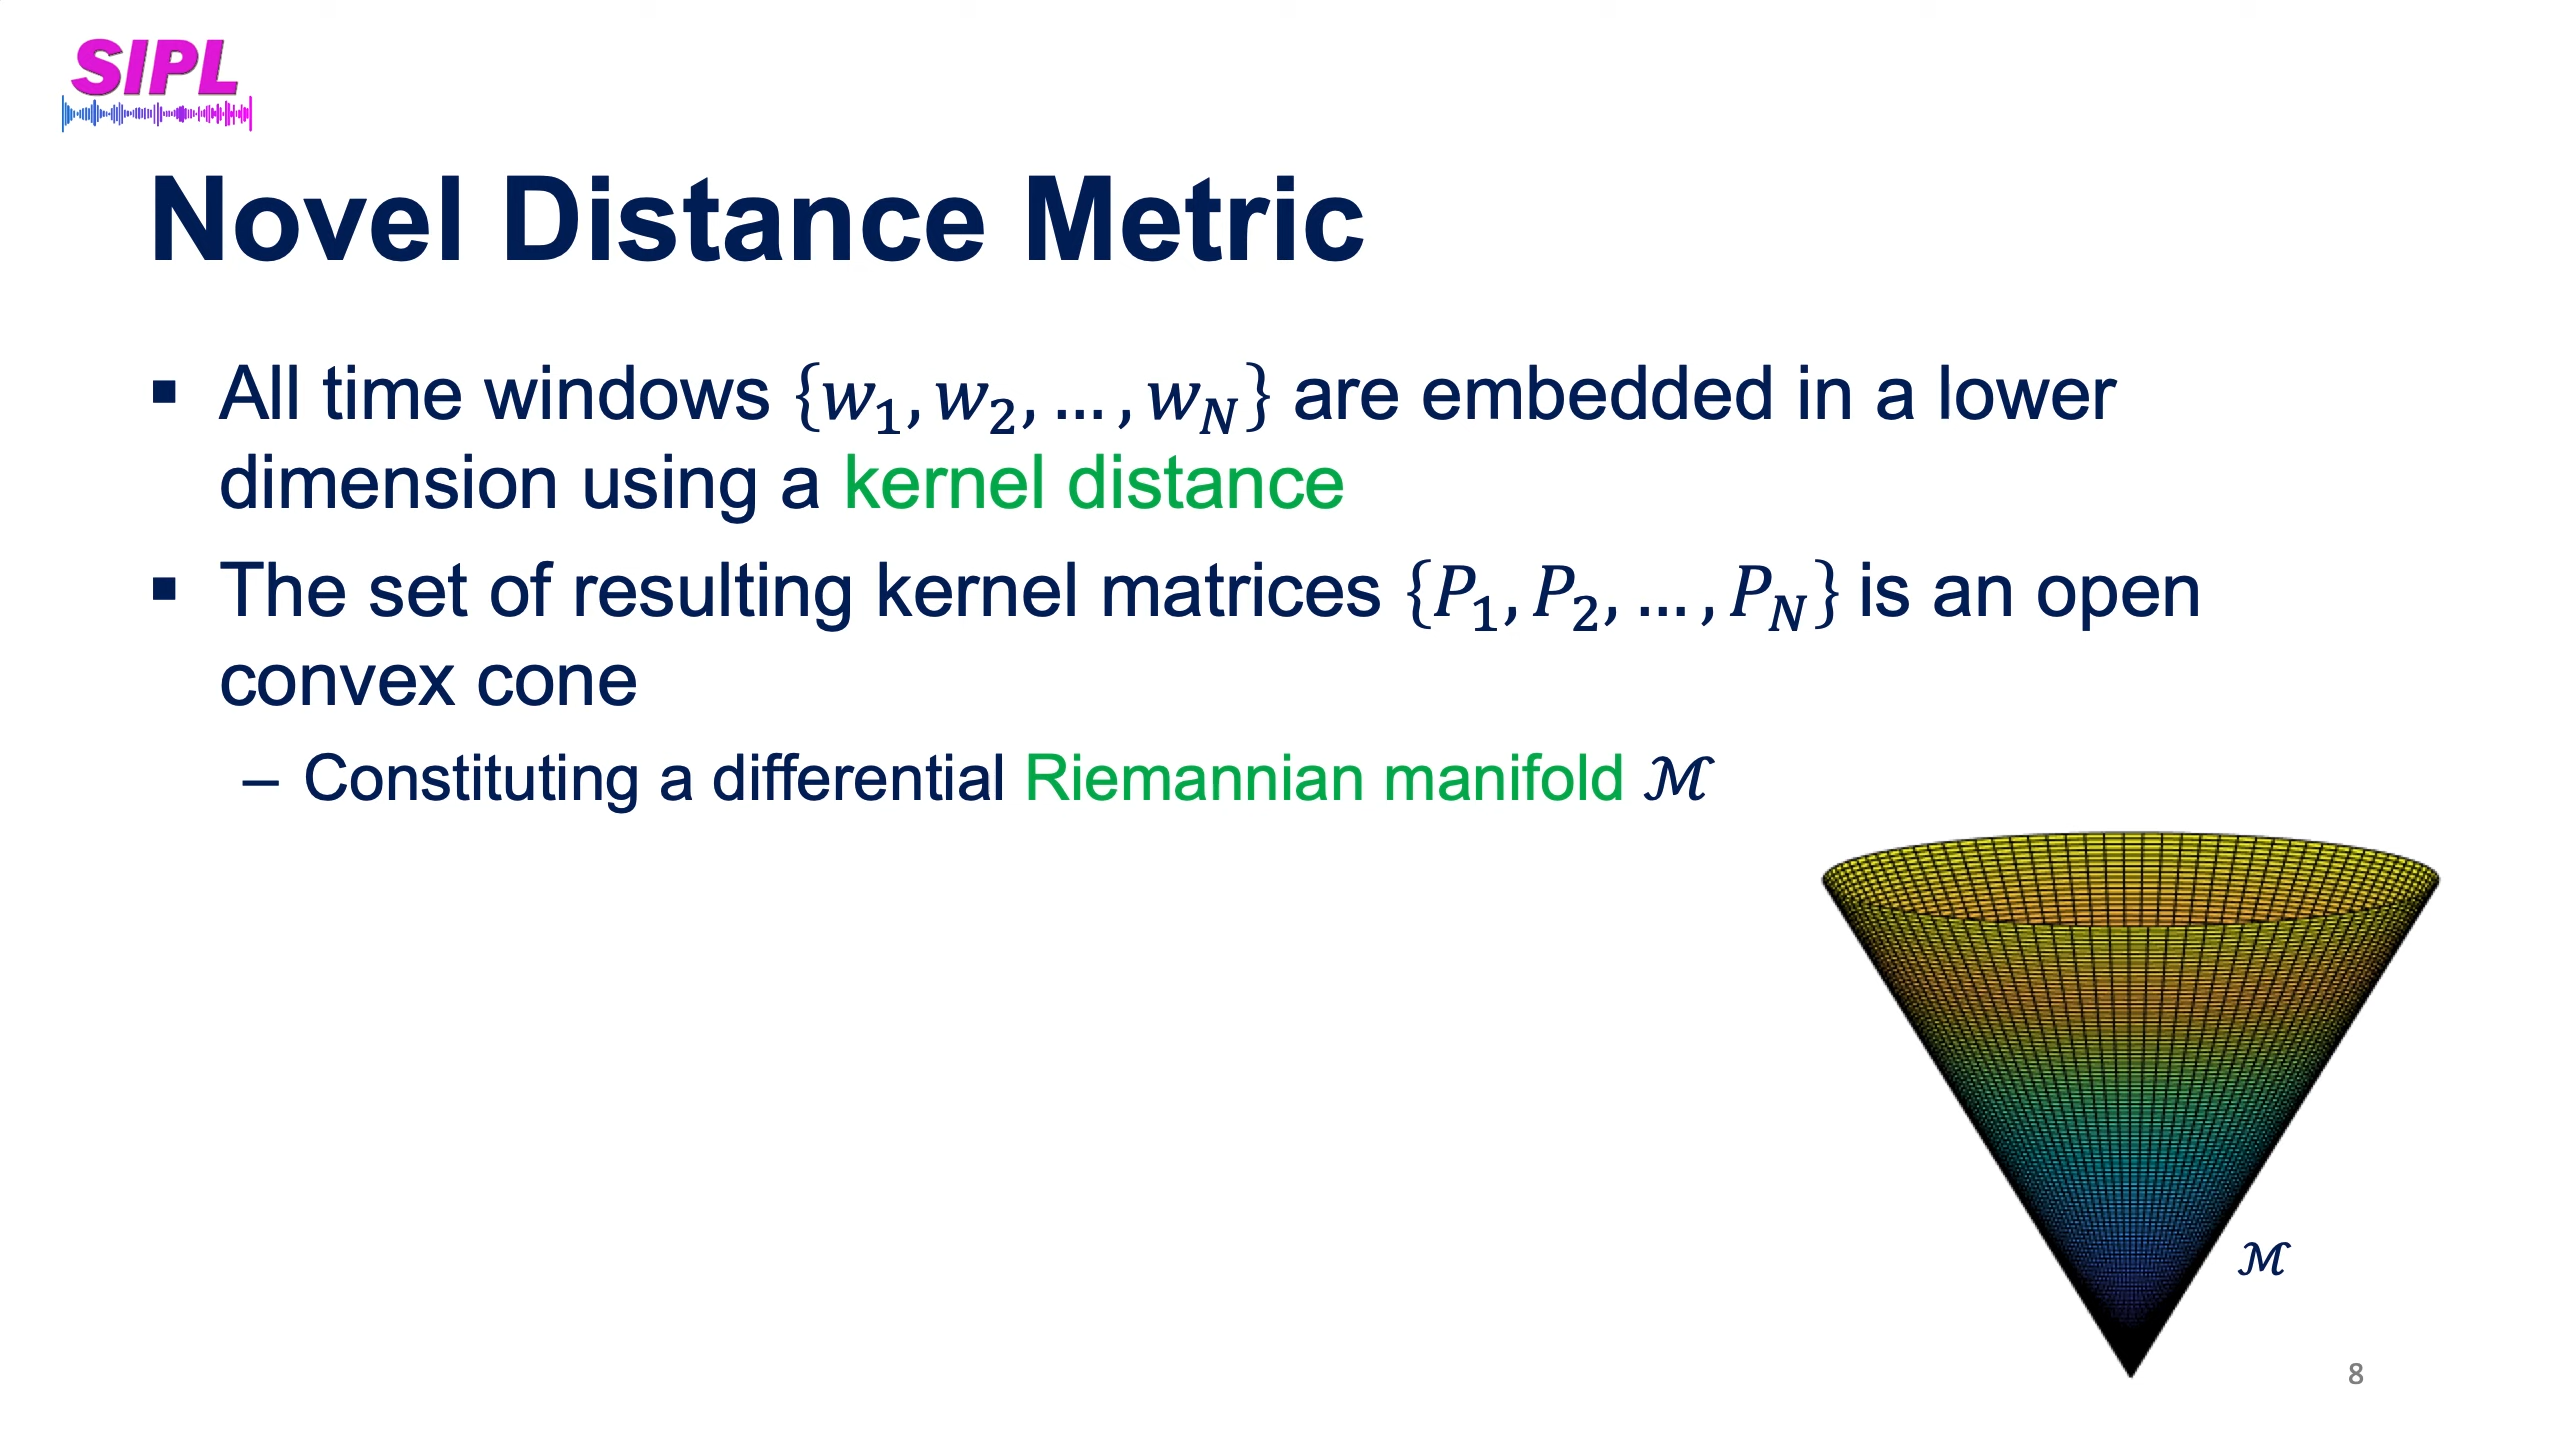 SIPL
Novel Distance Metric
▪ All time windows {𝑤₁, 𝑤₂, … , 𝑤_N} are embedded in a lower
dimension using a kernel distance
▪ The set of resulting kernel matrices {𝑃₁, 𝑃₂, … , 𝑃_N} is an open
convex cone
– Constituting a differential Riemannian manifold ℳ
ℳ
8